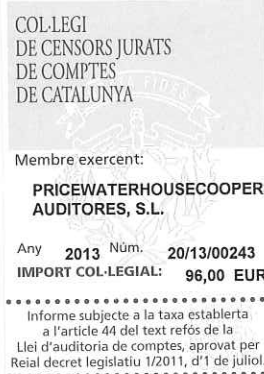 COL·LEGI
DE CENSORS JURATS
DE COMPTES
DE CATALUNYA
FIDES
Membre exercent:
PRICEWATERHOUSECOOPER
AUDITORES, S.L.
Any 2013 Núm. 20/13/00243
IMPORT COL·LEGIAL: 96,00 EUR
Informe subjecte a la taxa establerta
a l'article 44 del text refós de la
Llei d'auditoria de comptes, aprovat per
Reial decret legislatiu 1/2011, d'1 de juliol.